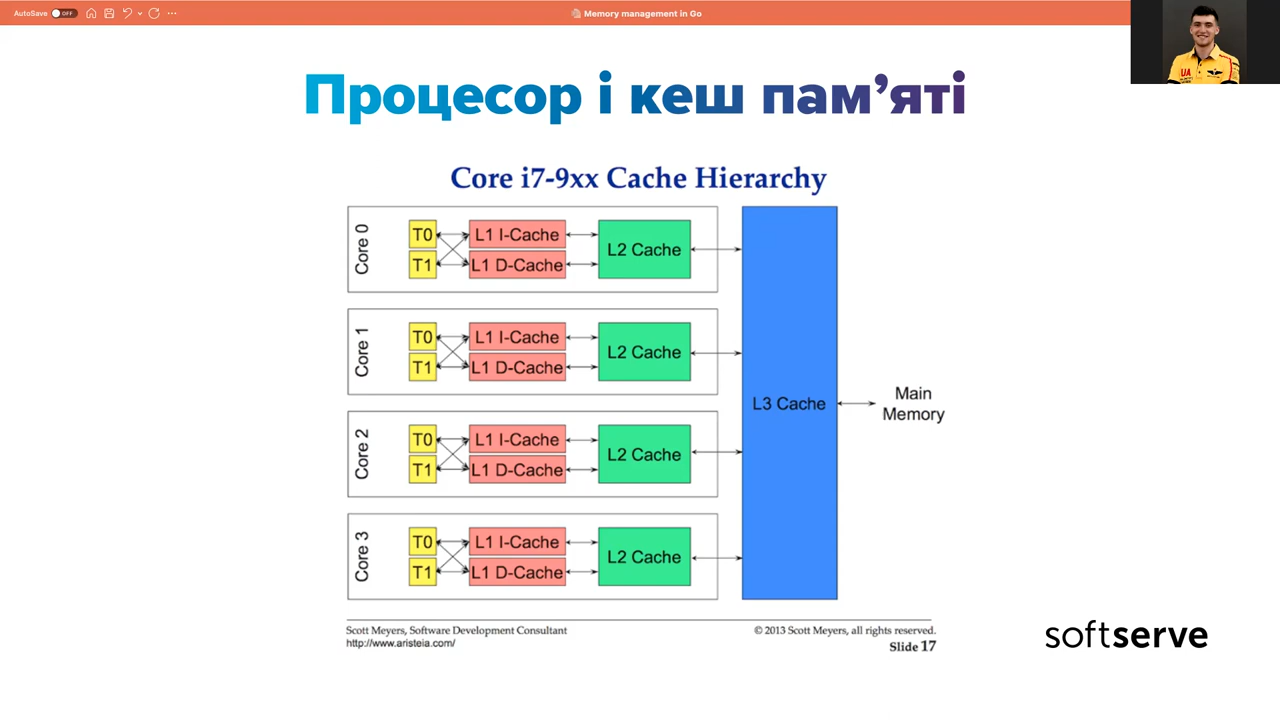 AutoSave OFF
Memory management in Go
UA
Процесор і кеш пам’яті
Core i7-9xx Cache Hierarchy
Core 0
T0
L1 I-Cache
T1
L1 D-Cache
L2 Cache
Core 1
T0
L1 I-Cache
T1
L1 D-Cache
L2 Cache
Core 2
T0
L1 I-Cache
T1
L1 D-Cache
L2 Cache
Core 3
T0
L1 I-Cache
T1
L1 D-Cache
L2 Cache
L3 Cache
Main
Memory
Scott Meyers, Software Development Consultant
http://www.aristeia.com/
© 2013 Scott Meyers, all rights reserved.
Slide 17
softserve